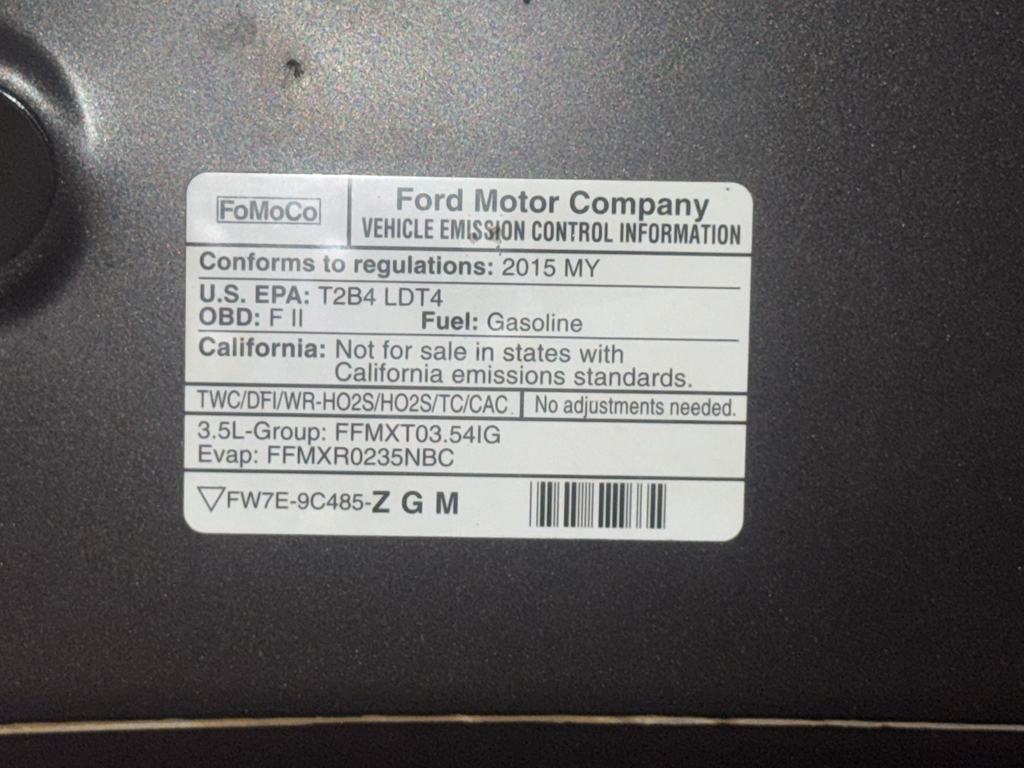 FoMoCo
Ford Motor Company
VEHICLE EMISSION CONTROL INFORMATION
Conforms to regulations: 2015 MY
U.S. EPA: T2B4 LDT4
OBD: F II Fuel: Gasoline
California: Not for sale in states with
California emissions standards.
TWC/DFI/WR-HO2S/HO2S/TC/CAC No adjustments needed.
3.5L-Group: FFMXT03.54IG
Evap: FFMXR0235NBC
▽FW7E-9C485-Z G M